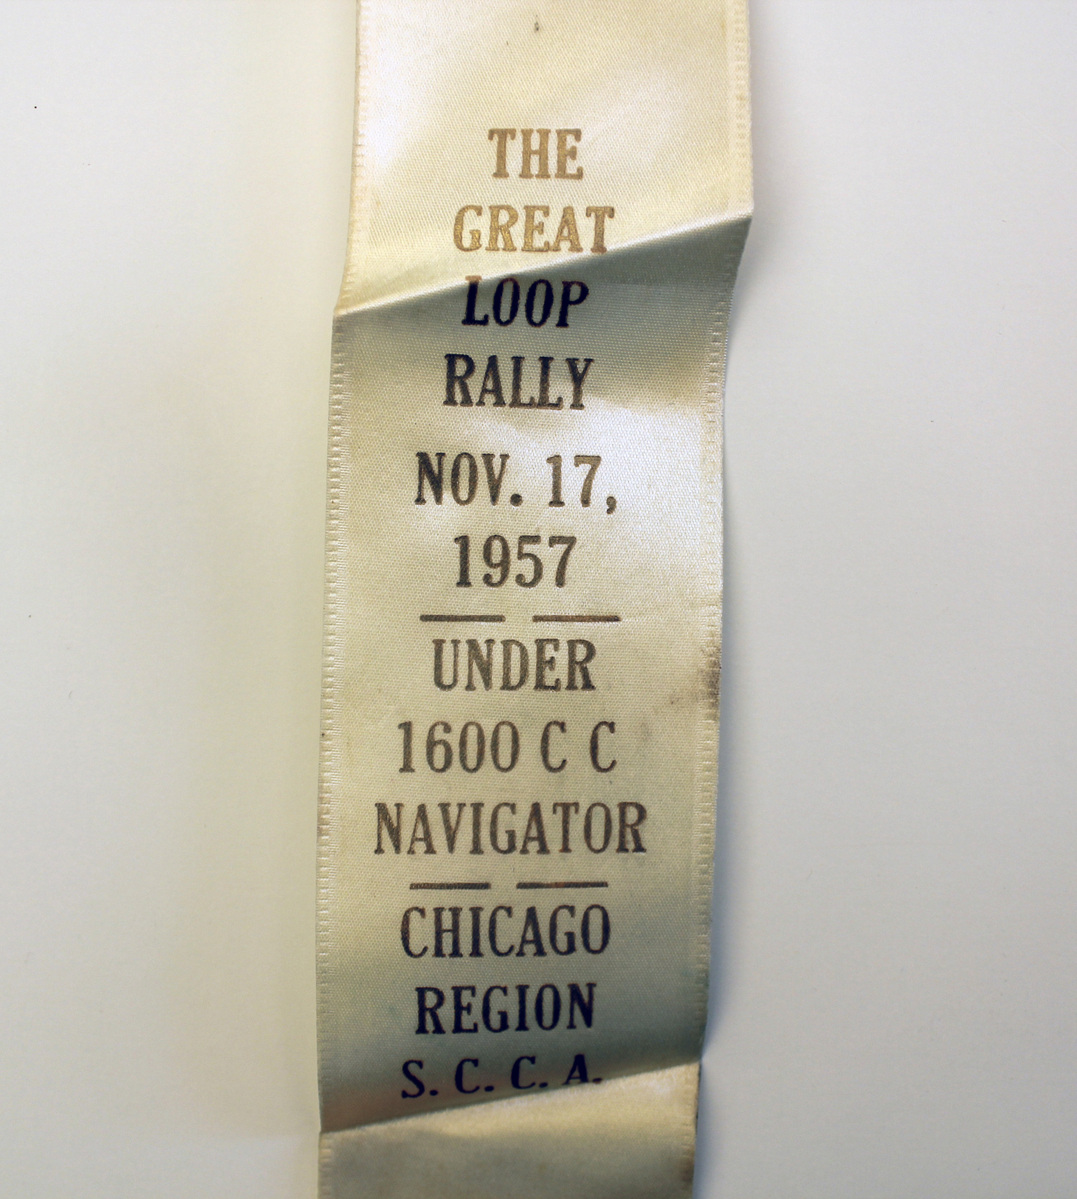 THE
GREAT
LOOP
RALLY
NOV. 17,
1957
UNDER
1600 C C
NAVIGATOR
CHICAGO
REGION
S. C. C. A.